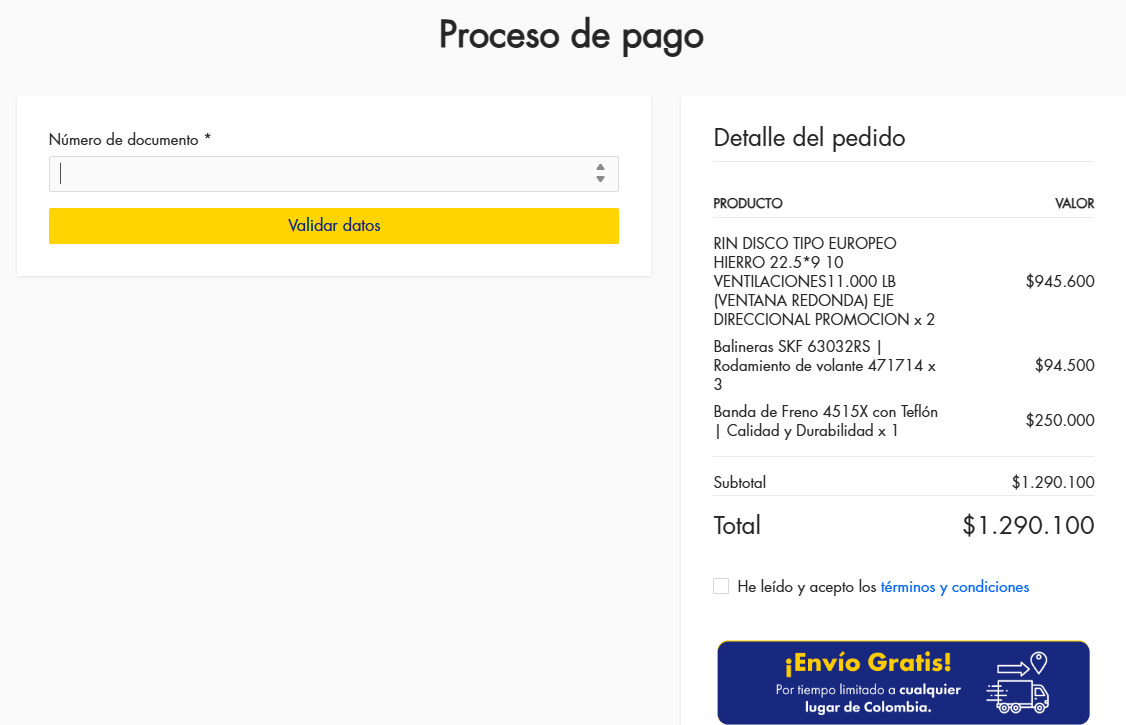 Proceso de pago
Número de documento *
Validar datos
Detalle del pedido
PRODUCTO VALOR
RIN DISCO TIPO EUROPEO
HIERRO 22.5*9 10
VENTILACIONES11.000 LB $945.600
(VENTANA REDONDA) EJE
DIRECCIONAL PROMOCION x 2
Balineras SKF 63032RS |
Rodamiento de volante 471714 x $94.500
3
Banda de Freno 4515X con Teflón
| Calidad y Durabilidad x 1 $250.000
Subtotal $1.290.100
Total $1.290.100
He leído y acepto los términos y condiciones
¡Envío Gratis!
Por tiempo limitado a cualquier
lugar de Colombia.